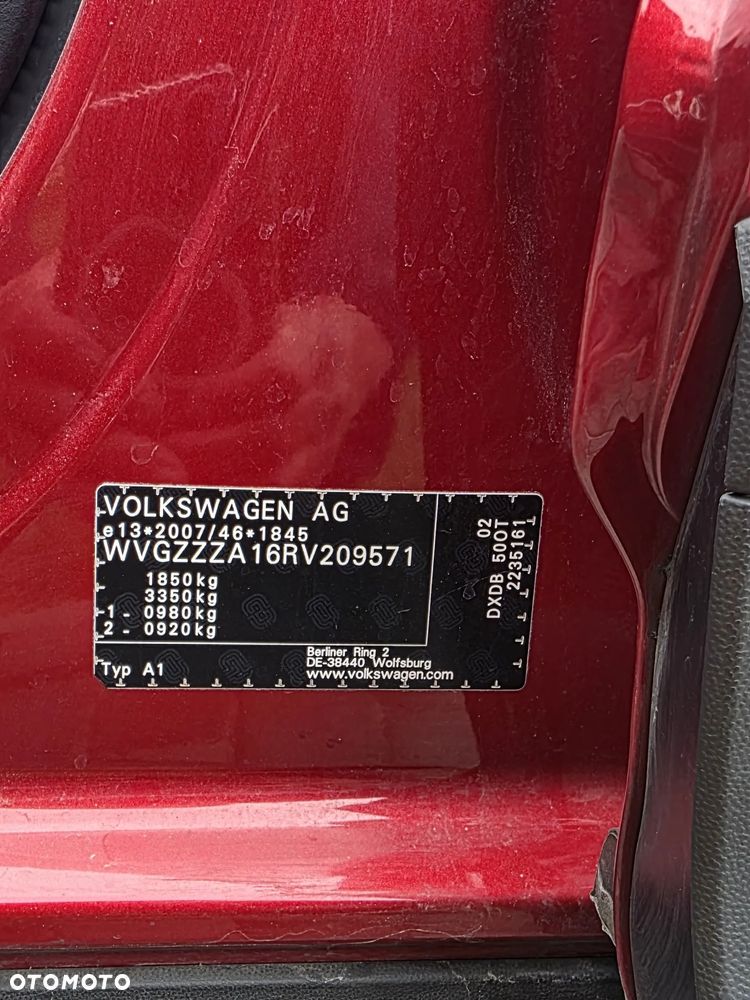 VOLKSWAGEN AG
e13*2007/46*1845
WVGZZZA16RV209571
1850kg
3350kg
1- 0980kg
2- 0920kg
Typ A1
Berliner Ring 2
DE-38440 Wolfsburg
www.volkswagen.com
02
DXDB 50OT
2235161
OTOMOTO